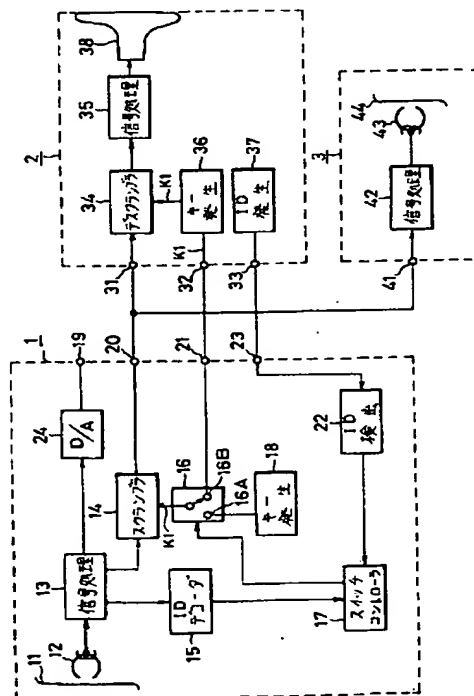 1
11
12
13
信号処理
24
D/A
19
14
スクランブラ
20
K1
16
16B
16A
21
18
キー発生
15
ID
デコーダ
17
スイッチ
コントローラ
22
ID
検出
23
2
31
34
デスクランブラ
35
信号処理
38
K1
36
キー発生
K1
32
37
ID発生
33
3
41
42
信号処理
43
44